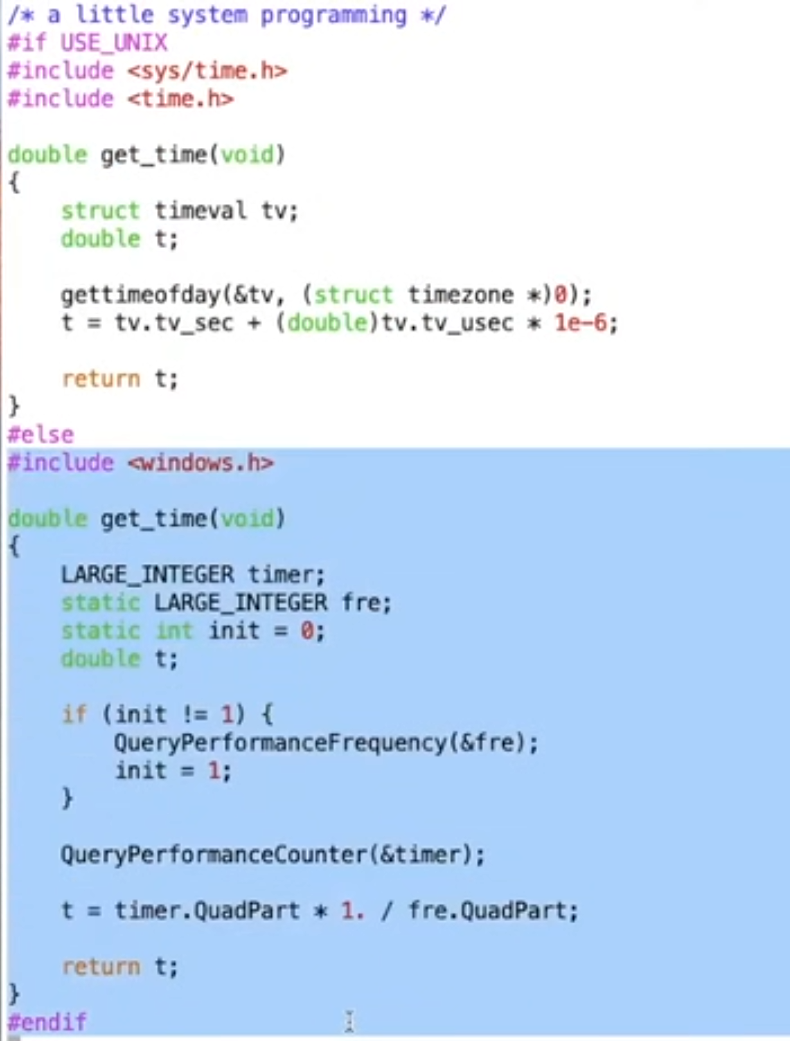 /* a little system programming */
#if USE_UNIX
#include <sys/time.h>
#include <time.h>
double get_time(void)
{
    struct timeval tv;
    double t;
    gettimeofday(&tv, (struct timezone *)0);
    t = tv.tv_sec + (double)tv.tv_usec * 1e-6;
    return t;
}
#else
#include <windows.h>
double get_time(void)
{
    LARGE_INTEGER timer;
    static LARGE_INTEGER fre;
    static int init = 0;
    double t;
    if (init != 1) {
        QueryPerformanceFrequency(&fre);
        init = 1;
    }
    QueryPerformanceCounter(&timer);
    t = timer.QuadPart * 1. / fre.QuadPart;
    return t;
}
#endif